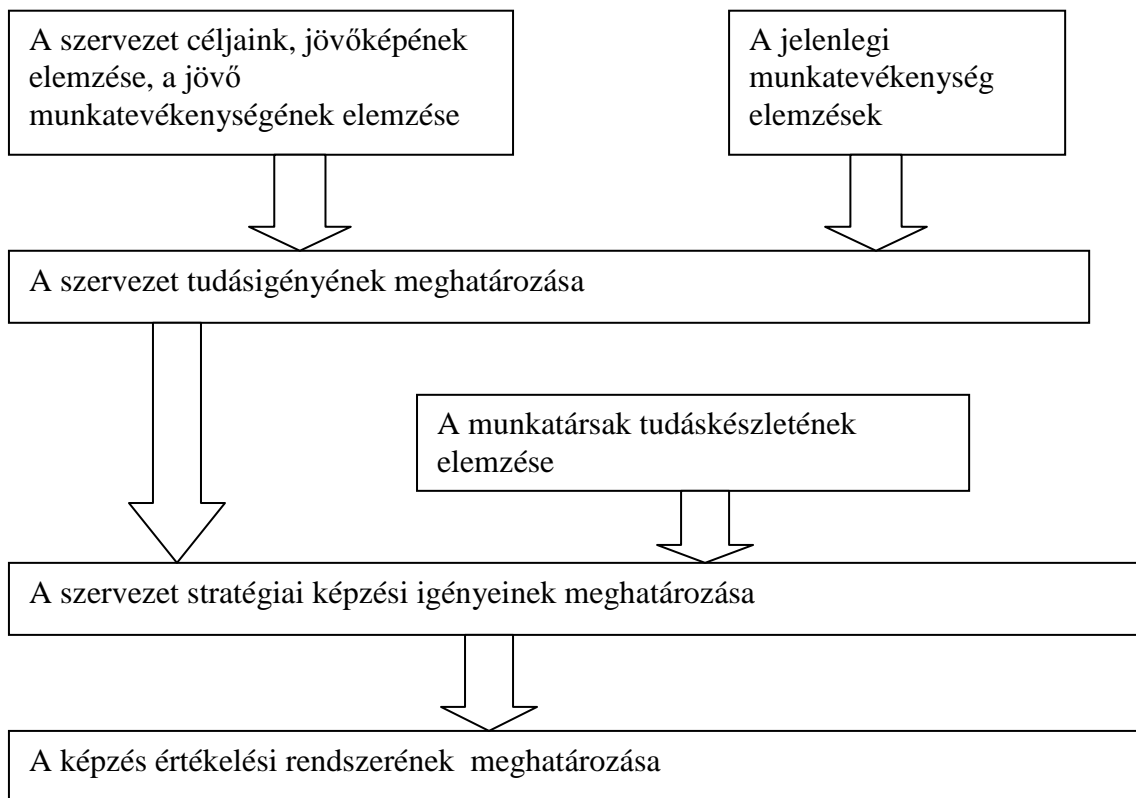 A szervezet céljaink, jövőképének
elemzése, a jövő
munkatevékenységének elemzése
A jelenlegi
munkatevékenység
elemzések
A szervezet tudásigényének meghatározása
A munkatársak tudáskészletének
elemzése
A szervezet stratégiai képzési igényeinek meghatározása
A képzés értékelési rendszerének  meghatározása